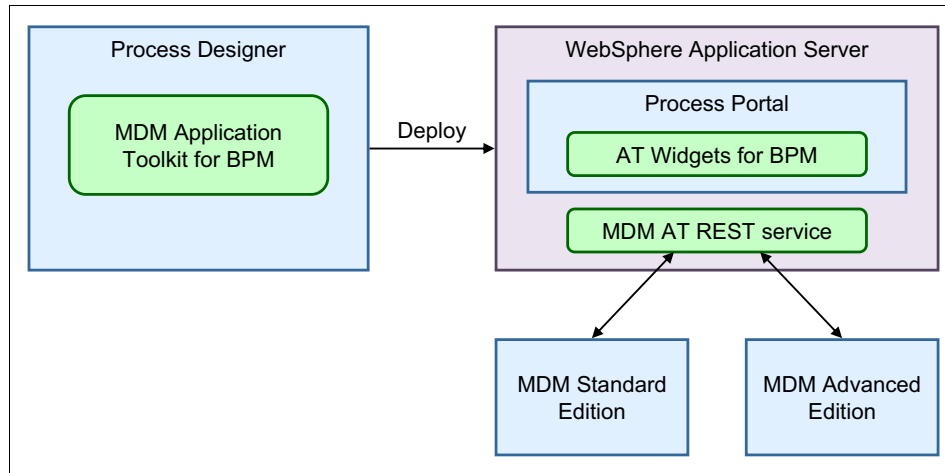 Process Designer
MDM Application
Toolkit for BPM
Deploy
WebSphere Application Server
Process Portal
AT Widgets for BPM
MDM AT REST service
MDM Standard
Edition
MDM Advanced
Edition